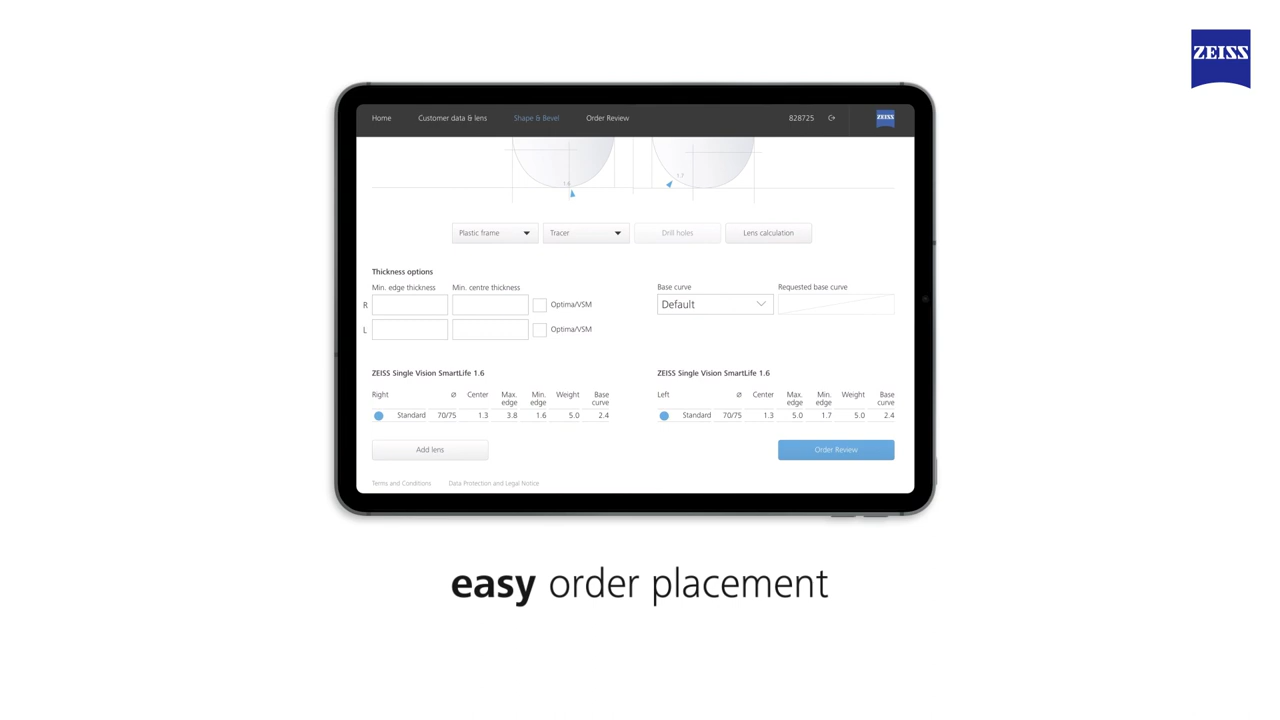 ZEISS
Home Customer data & lens Shape & Bevel Order Review 828725 ZEISS
1.6 1.7
Plastic frame Tracer Drill holes Lens calculation
Thickness options
Min. edge thickness Min. centre thickness Base curve Requested base curve
R Optima/VSM Default
L Optima/VSM
ZEISS Single Vision SmartLife 1.6 ZEISS Single Vision SmartLife 1.6
Right ⌀ Center Max. edge Min. edge Weight Base curve Left ⌀ Center Max. edge Min. edge Weight Base curve
Standard 70/75 1.3 3.8 1.6 5.0 2.4 Standard 70/75 1.3 5.0 1.7 5.0 2.4
Add lens Order Review
Terms and Conditions Data Protection and Legal Notice
easy order placement